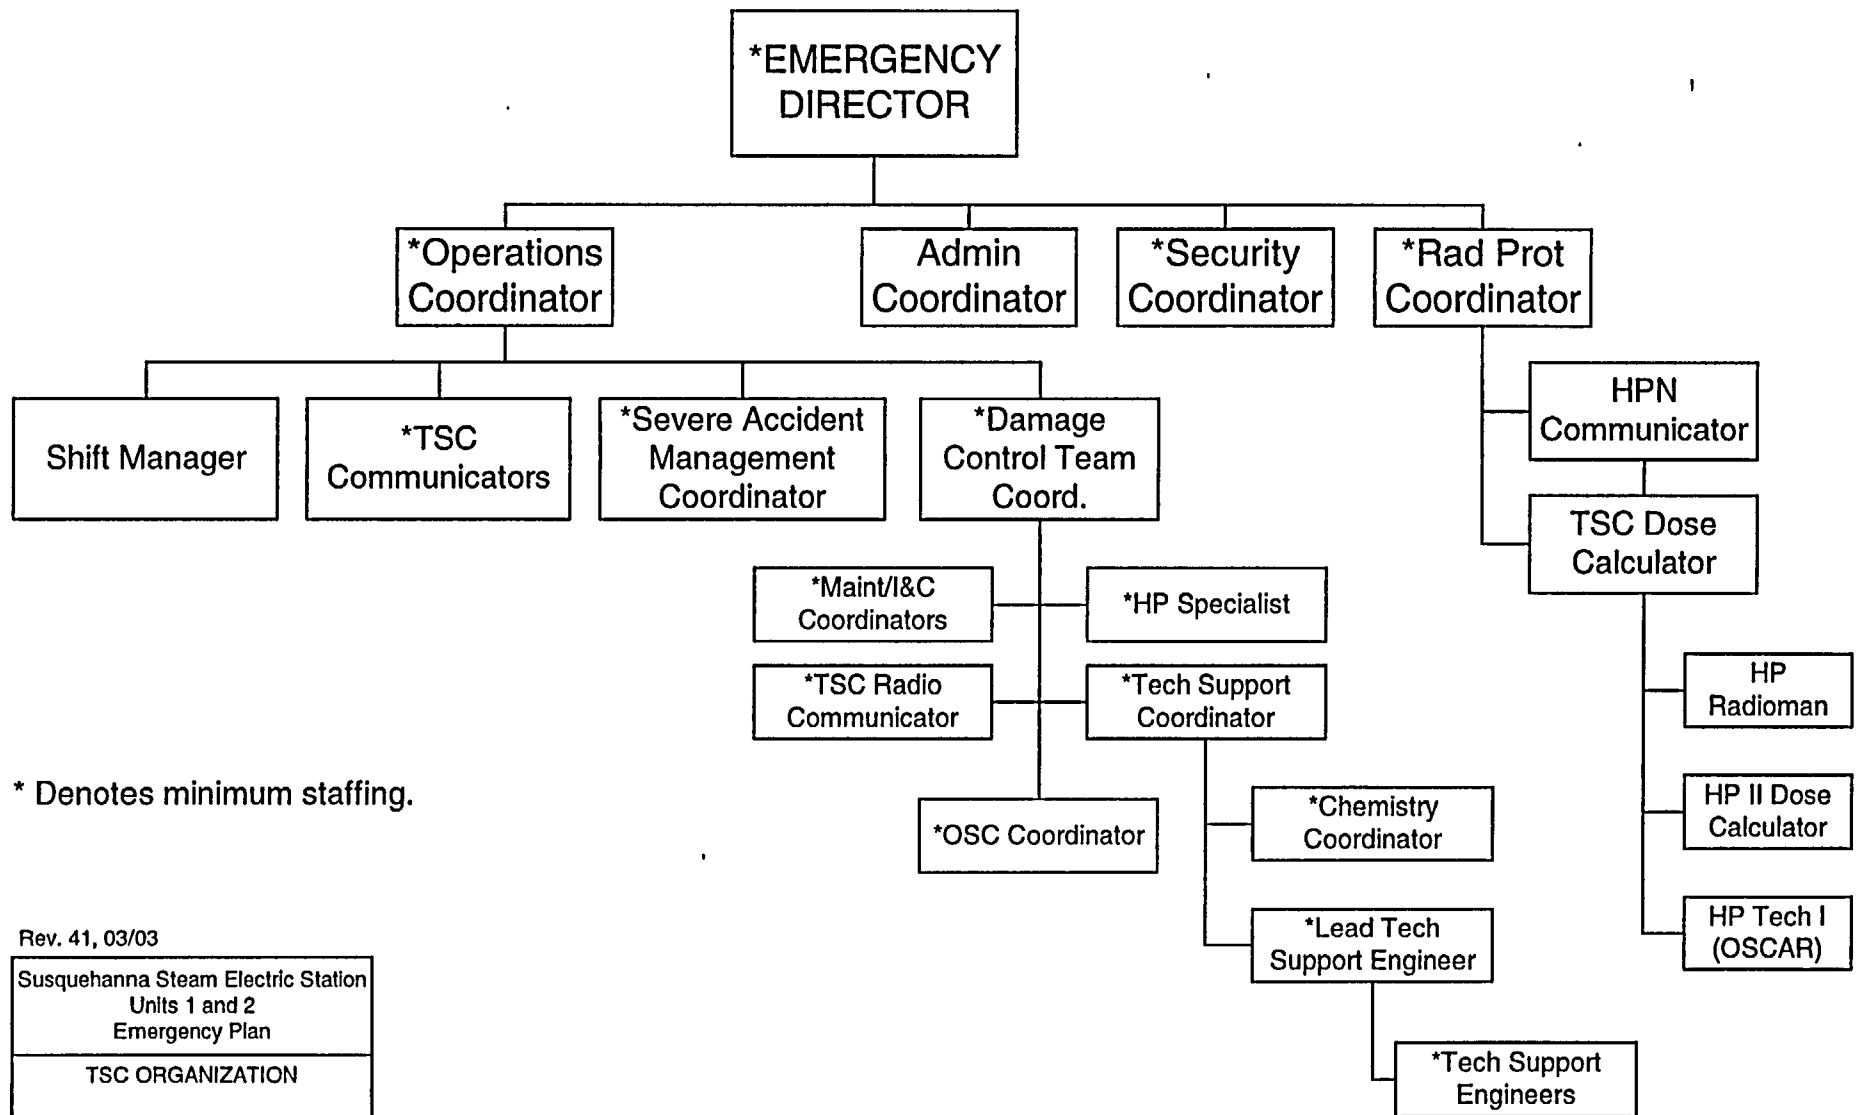 *EMERGENCY
DIRECTOR
*Operations
Coordinator
Admin
Coordinator
*Security
Coordinator
*Rad Prot
Coordinator
Shift Manager
*TSC
Communicators
*Severe Accident
Management
Coordinator
*Damage
Control Team
Coord.
HPN
Communicator
TSC Dose
Calculator
*Maint/I&C
Coordinators
*HP Specialist
*TSC Radio
Communicator
*Tech Support
Coordinator
HP
Radioman
* Denotes minimum staffing.
*OSC Coordinator
*Chemistry
Coordinator
HP II Dose
Calculator
*Lead Tech
Support Engineer
HP Tech I
(OSCAR)
Rev. 41, 03/03
Susquehanna Steam Electric Station
Units 1 and 2
Emergency Plan
TSC ORGANIZATION
*Tech Support
Engineers